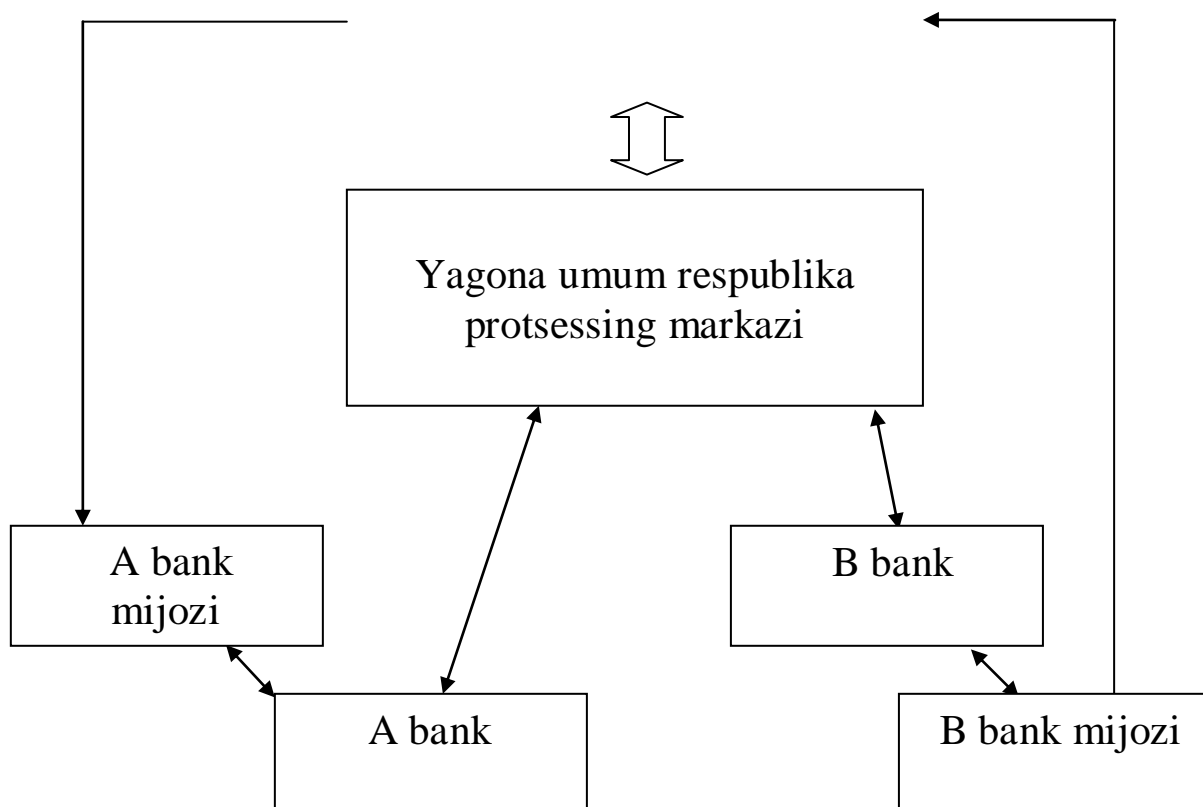 Yagona umum respublika
protsessing markazi
A bank
mijozi
B bank
A bank
B bank mijozi